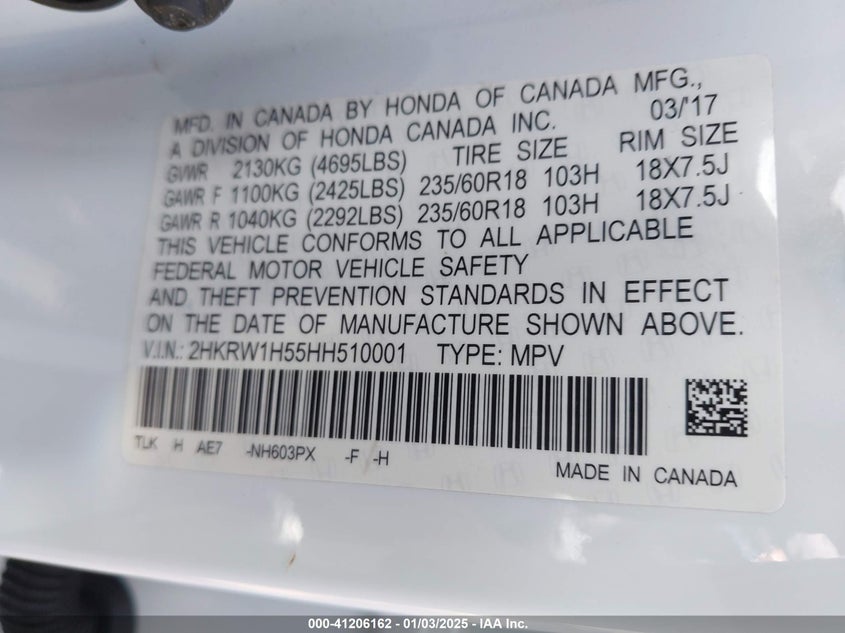 MFD. IN CANADA BY HONDA OF CANADA MFG.,
A DIVISION OF HONDA CANADA INC. 03/'17
GVWR 2130KG (4695LBS) TIRE SIZE RIM SIZE
GAWR F 1100KG (2425LBS) 235/60R18 103H 18X7.5J
GAWR R 1040KG (2292LBS) 235/60R18 103H 18X7.5J
THIS VEHICLE CONFORMS TO ALL APPLICABLE
FEDERAL MOTOR VEHICLE SAFETY
AND THEFT PREVENTION STANDARDS IN EFFECT
ON THE DATE OF MANUFACTURE SHOWN ABOVE.
V.I.N.: 2HKRW1H55HH510001 TYPE: MPV
TLK H AE7 -NH603PX -F -H
MADE IN CANADA
000-41206162 - 01/03/2025 - IAA Inc.